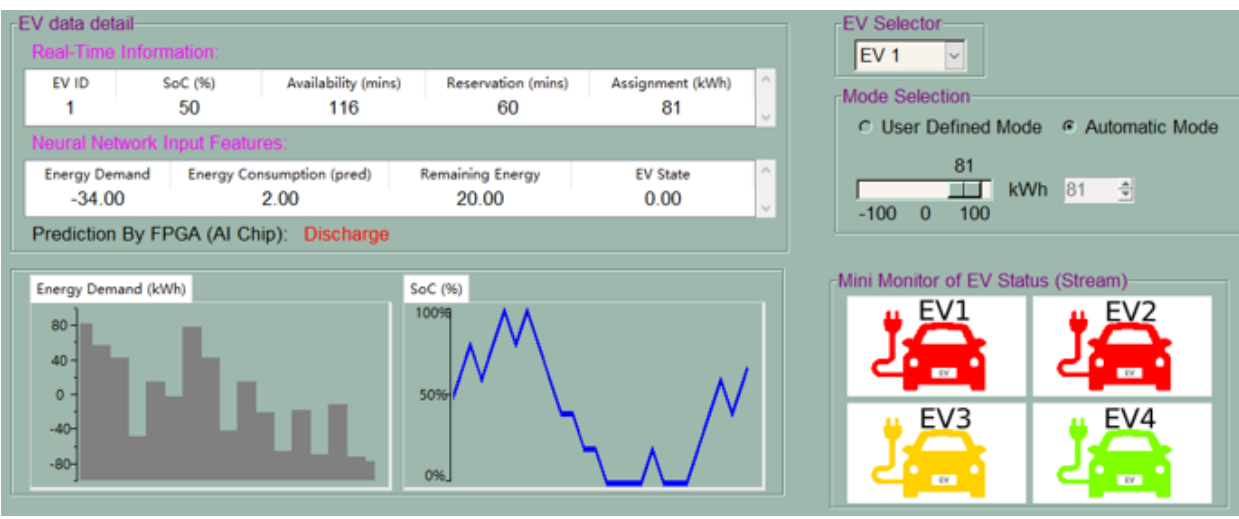 EV data detail
Real-Time Information:
EV ID SoC (%) Availability (mins) Reservation (mins) Assignment (kWh)
1 50 116 60 81
Neural Network Input Features:
Energy Demand Energy Consumption (pred) Remaining Energy EV State
-34.00 2.00 20.00 0.00
Prediction By FPGA (AI Chip): Discharge
EV Selector
EV 1
Mode Selection
User Defined Mode Automatic Mode
81
kWh 81
-100 0 100
Energy Demand (kWh)
80
40
0
-40
-80
SoC (%)
100%
50%
0%
Mini Monitor of EV Status (Stream)
EV1 EV2
EV EV
EV3 EV4
EV EV